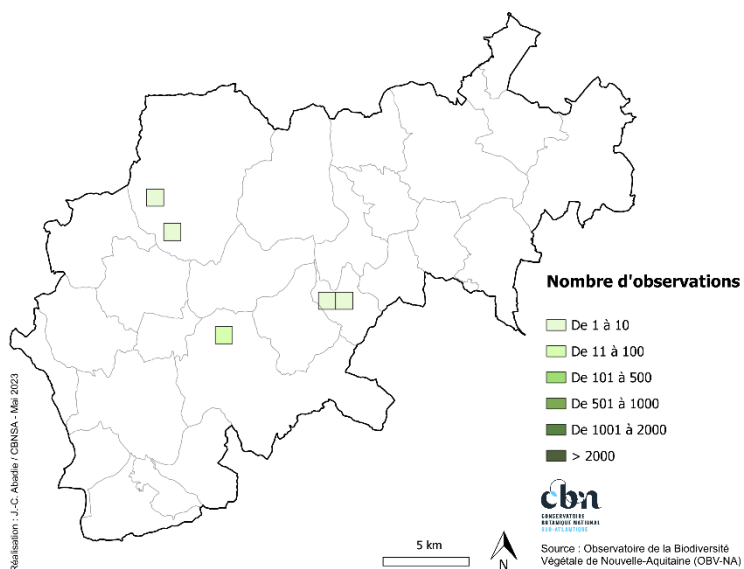 Nombre d'observations
De 1 à 10
De 11 à 100
De 101 à 500
De 501 à 1000
De 1001 à 2000
> 2000
Réalisation : J.-C. Abadie / CBNSA - Mai 2023
cbn
CONSERVATOIRE
BOTANIQUE NATIONAL
SUD-ATLANTIQUE
5 km
N
Source : Observatoire de la Biodiversité
Végétale de Nouvelle-Aquitaine (OBV-NA)